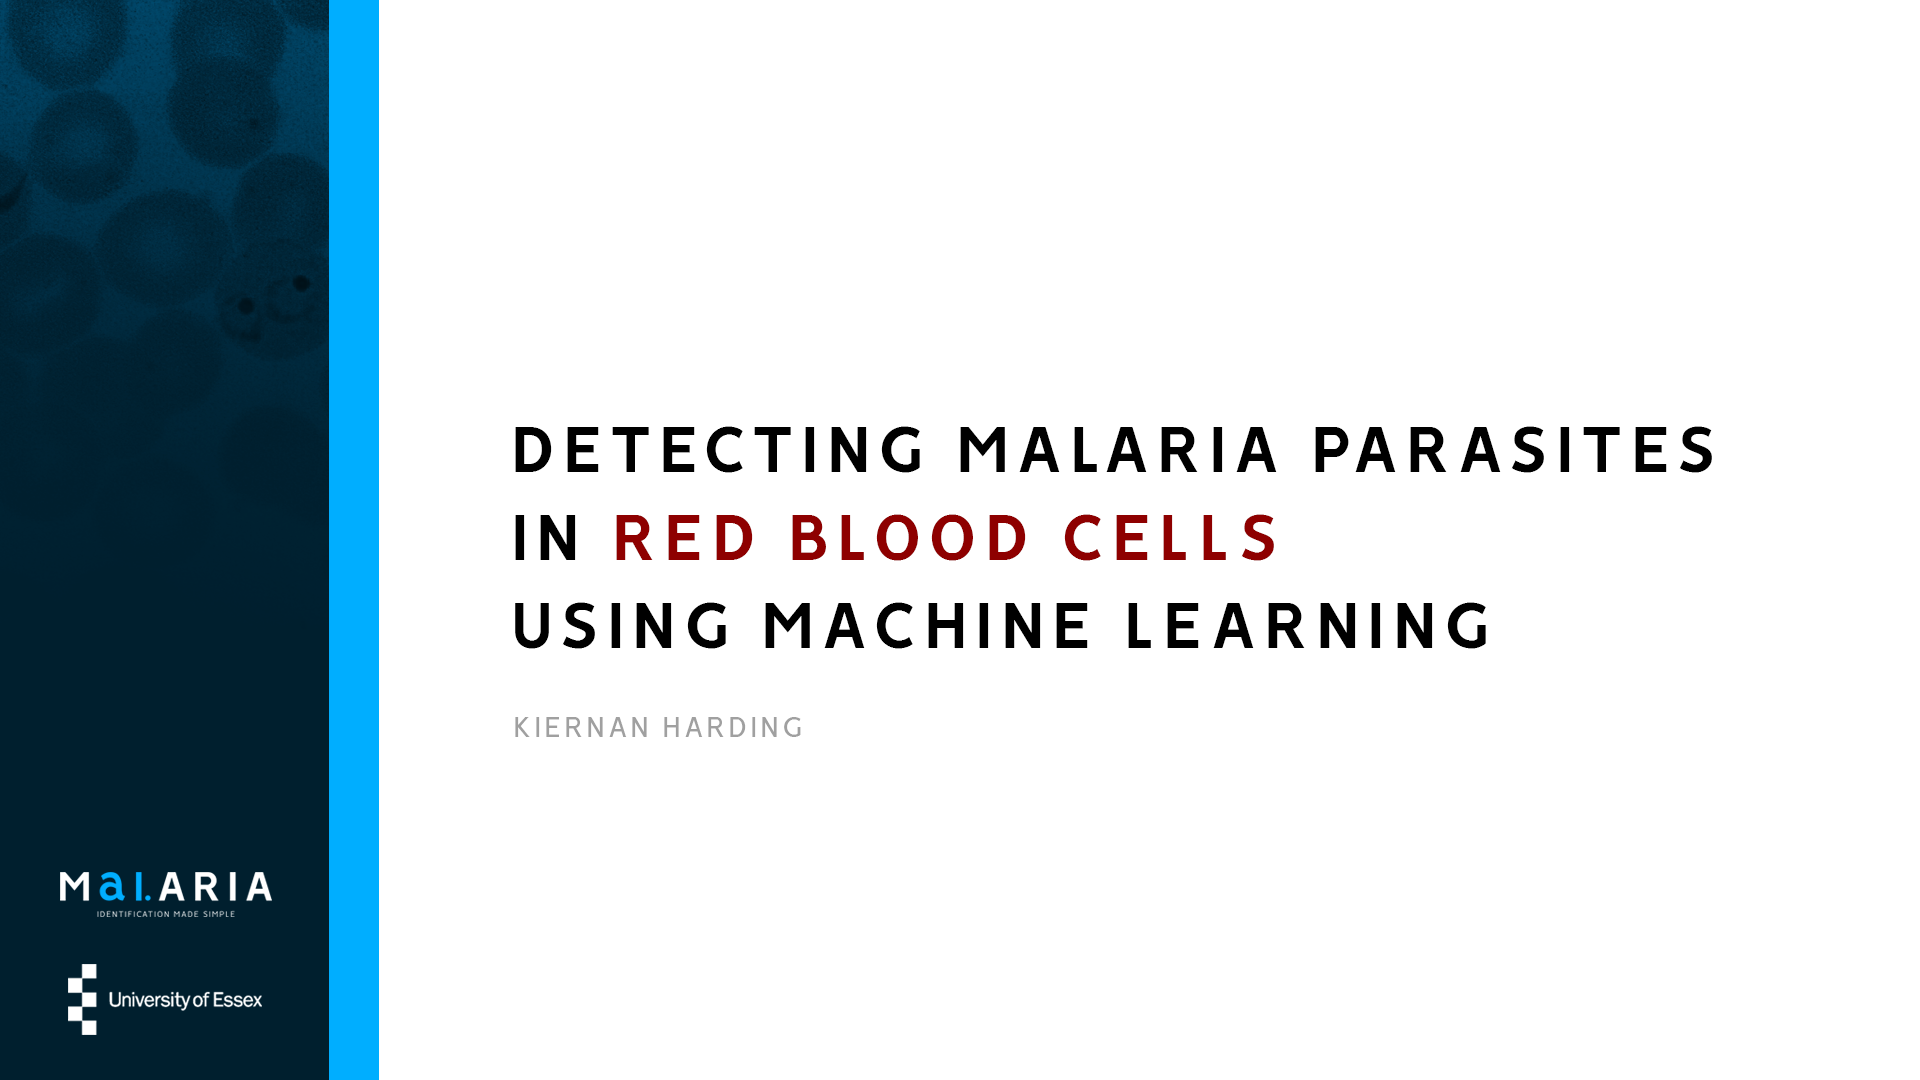 DETECTING MALARIA PARASITES
IN RED BLOOD CELLS
USING MACHINE LEARNING
KIERNAN HARDING
MaI.ARIA
IDENTIFICATION MADE SIMPLE
University of Essex